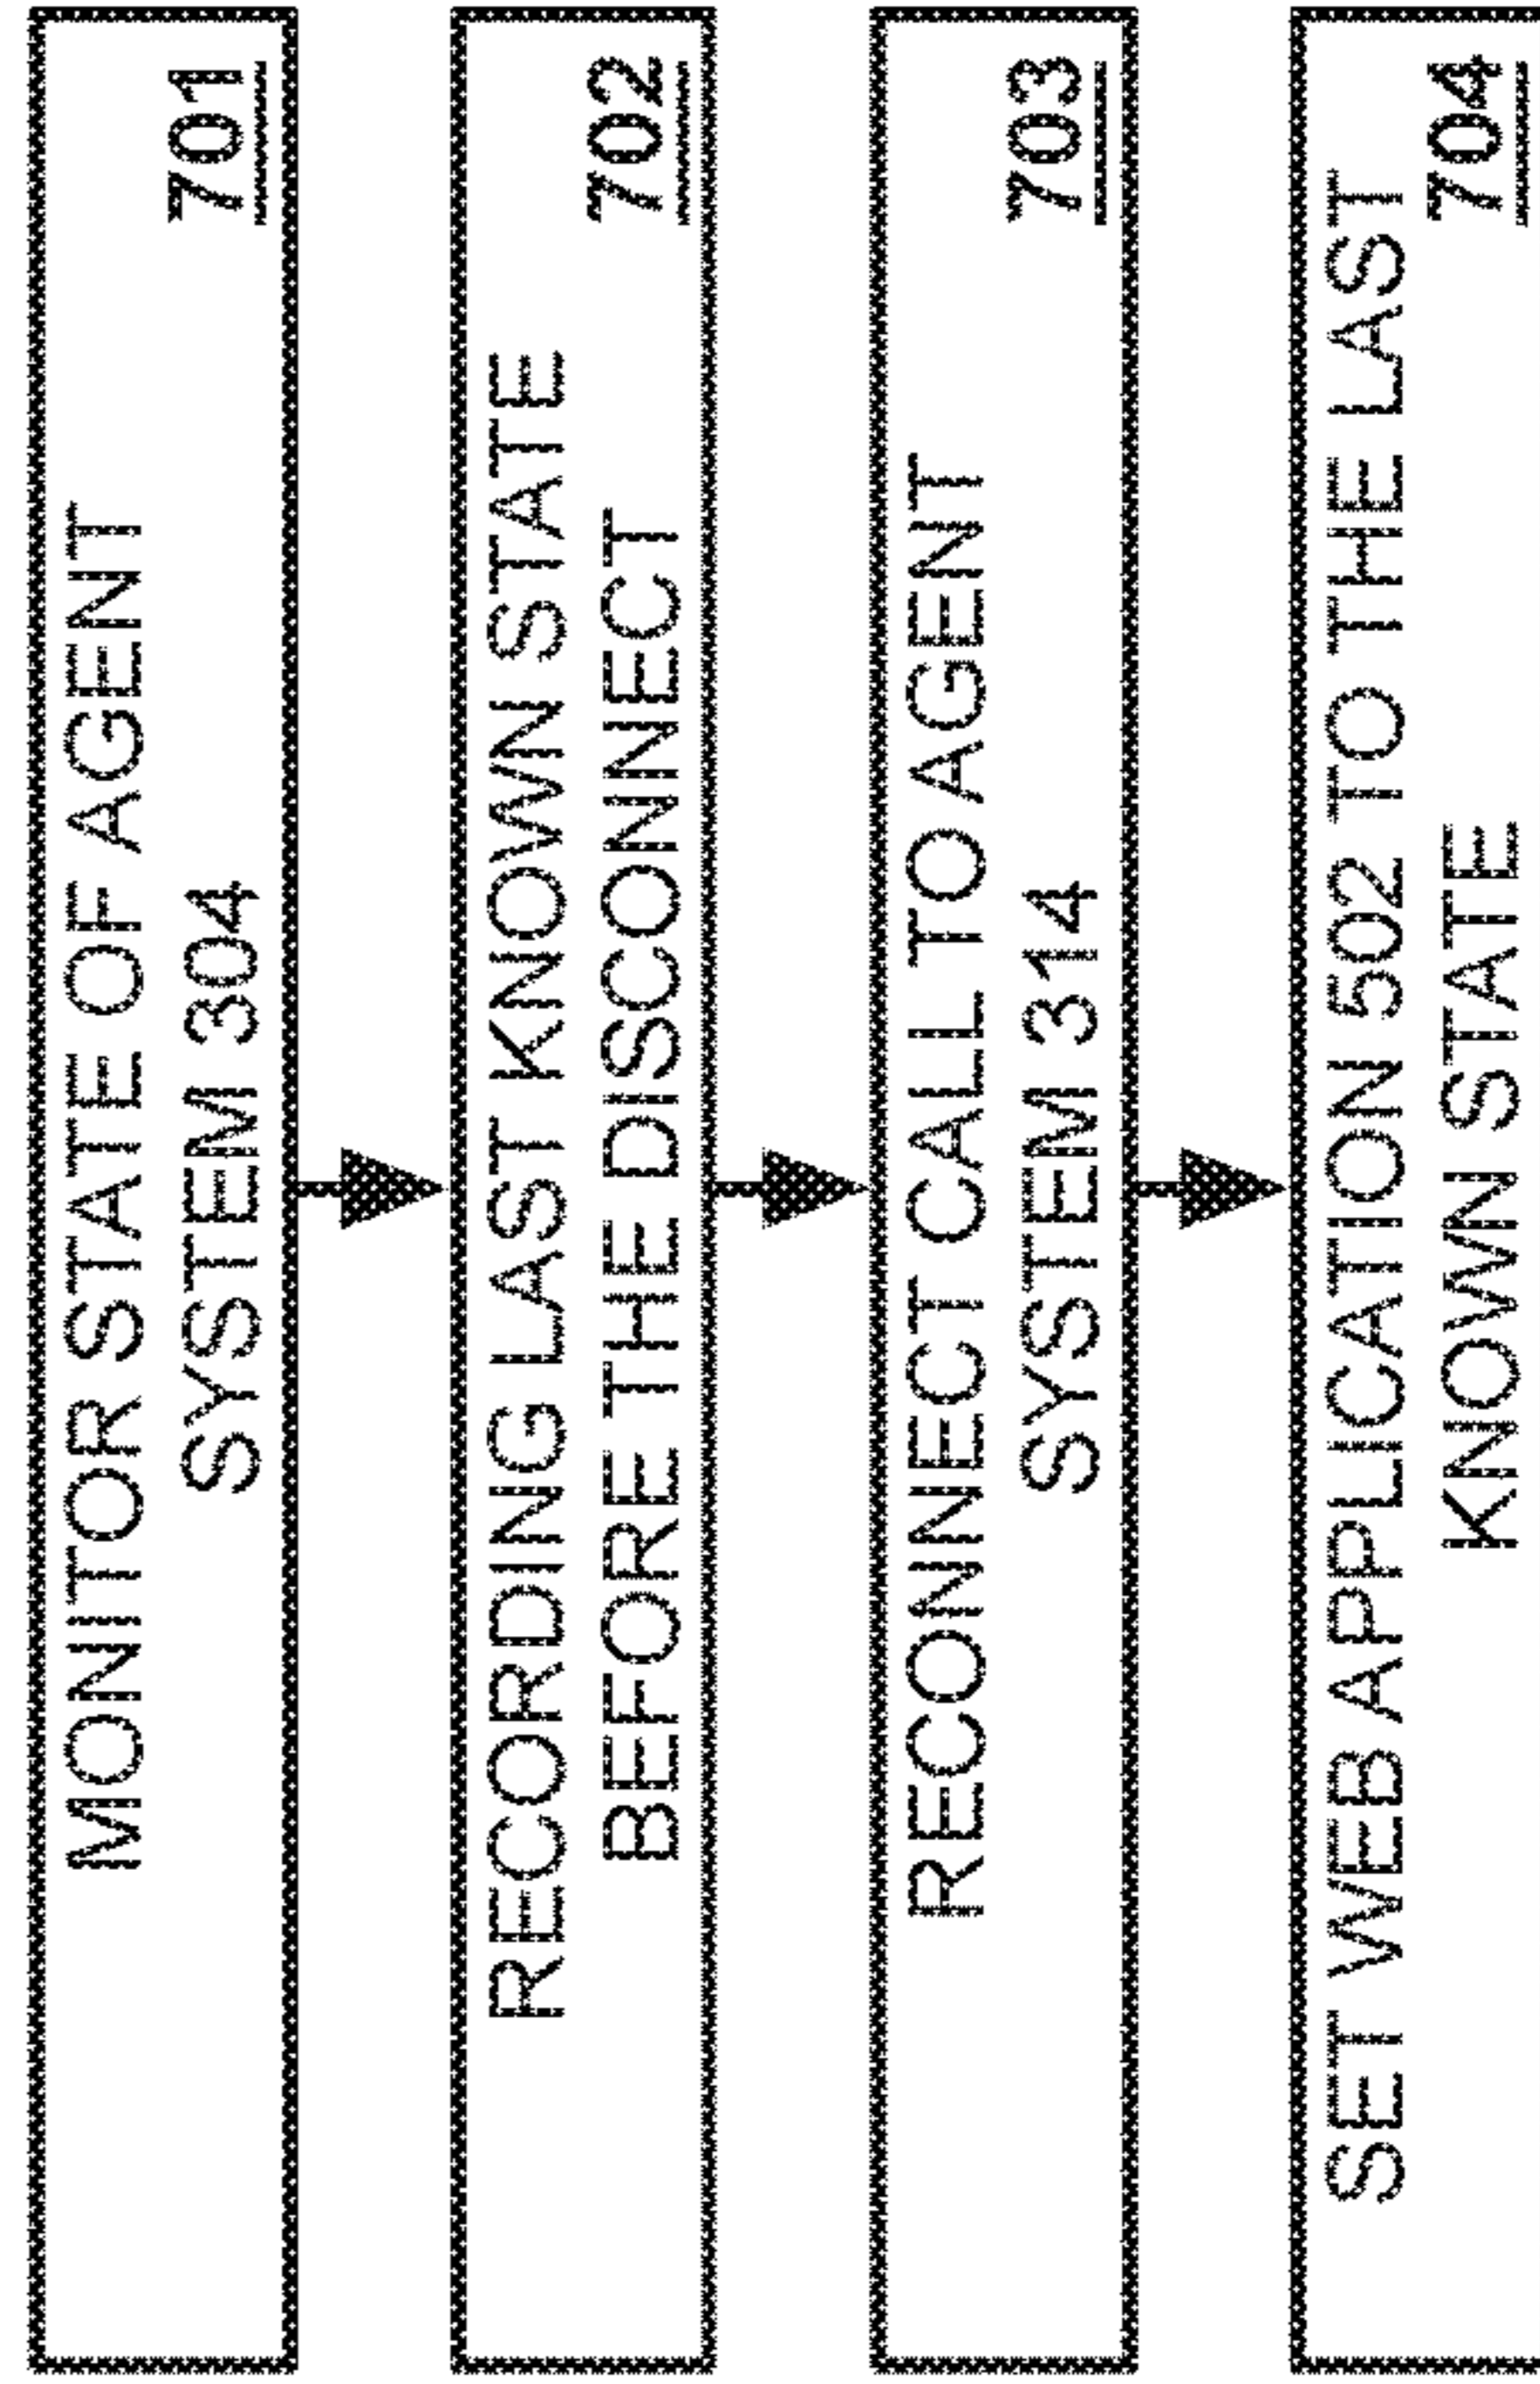 MONITOR STATE OF AGENT
SYSTEM 304
701
RECORDING LAST KNOWN STATE
BEFORE THE DISCONNECT
702
RECONNECT CALL TO AGENT
SYSTEM 314
703
SET WEB APPLICATION 502 TO THE LAST
KNOWN STATE
704